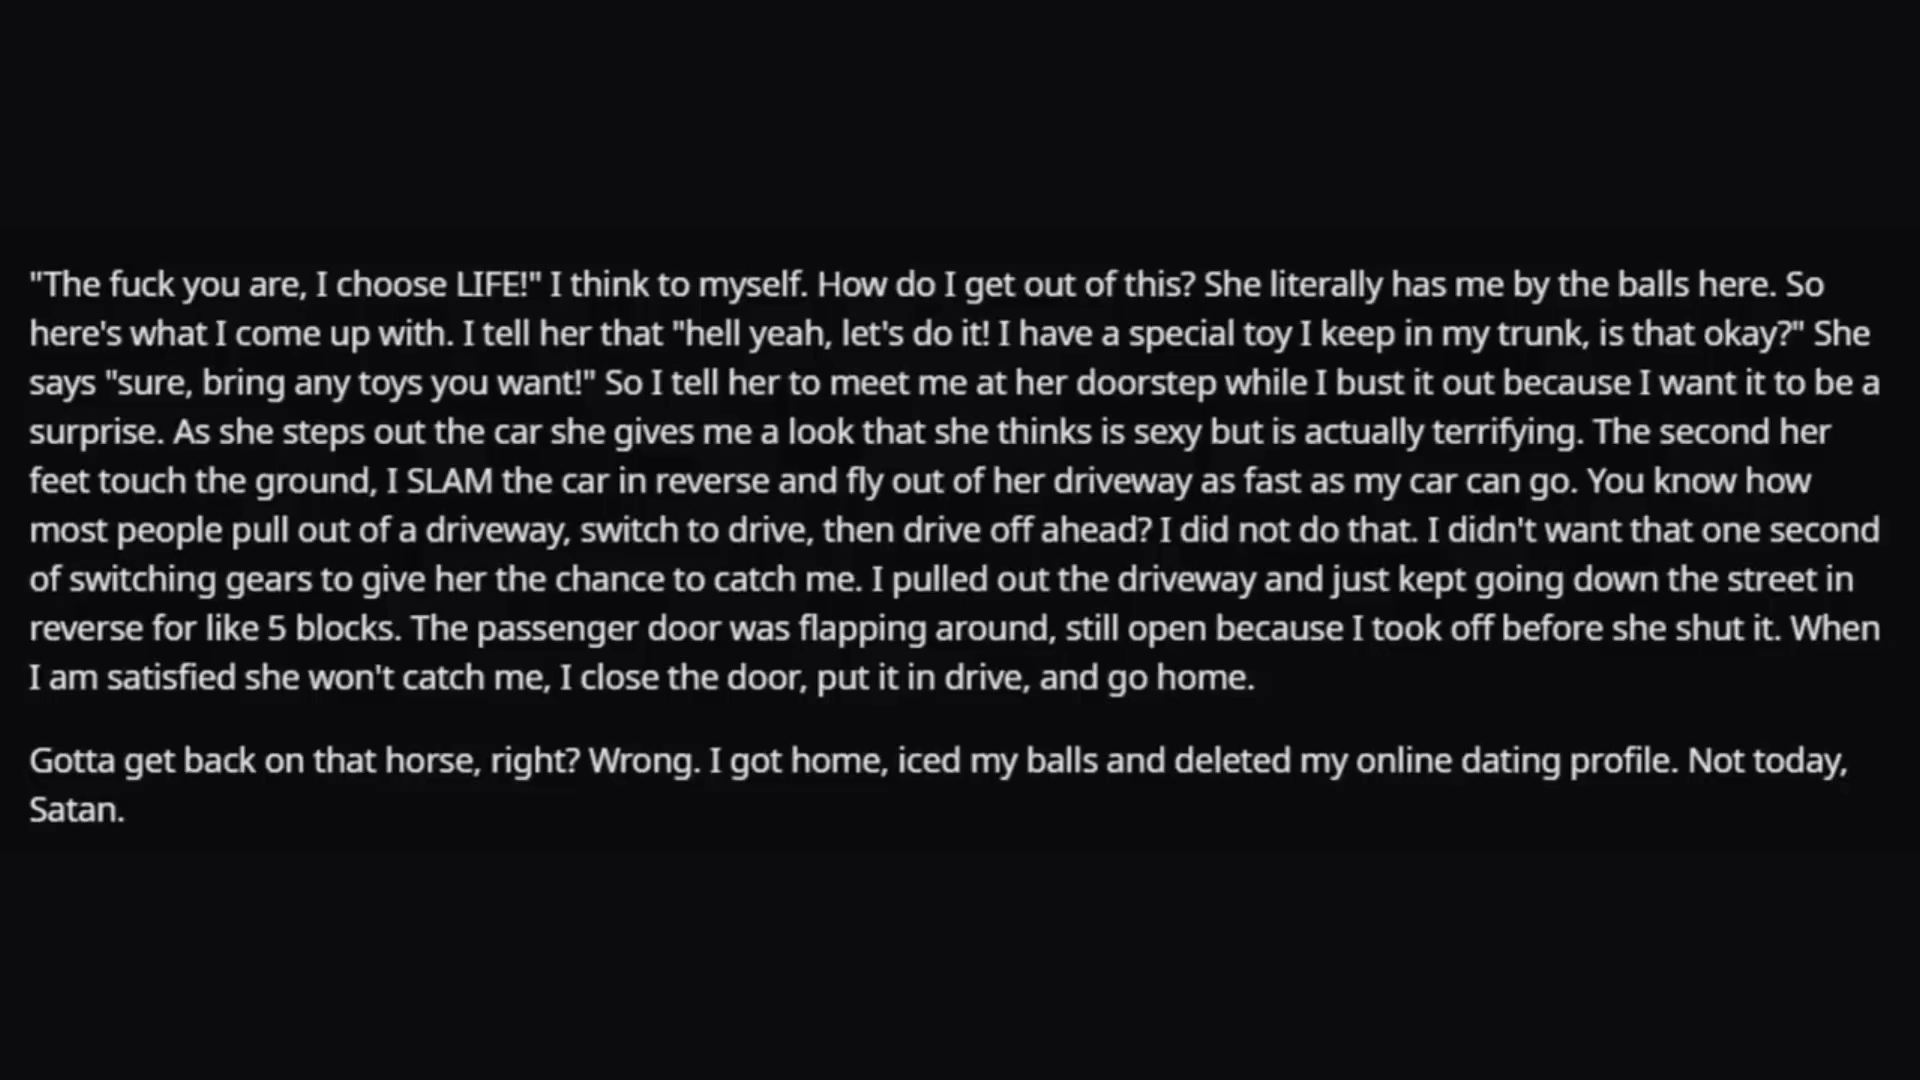 "The fuck you are, I choose LIFE!" I think to myself. How do I get out of this? She literally has me by the balls here. So
here's what I come up with. I tell her that "hell yeah, let's do it! I have a special toy I keep in my trunk, is that okay?" She
says "sure, bring any toys you want!" So I tell her to meet me at her doorstep while I bust it out because I want it to be a
surprise. As she steps out the car she gives me a look that she thinks is sexy but is actually terrifying. The second her
feet touch the ground, I SLAM the car in reverse and fly out of her driveway as fast as my car can go. You know how
most people pull out of a driveway, switch to drive, then drive off ahead? I did not do that. I didn't want that one second
of switching gears to give her the chance to catch me. I pulled out the driveway and just kept going down the street in
reverse for like 5 blocks. The passenger door was flapping around, still open because I took off before she shut it. When
I am satisfied she won't catch me, I close the door, put it in drive, and go home.
Gotta get back on that horse, right? Wrong. I got home, iced my balls and deleted my online dating profile. Not today,
Satan.